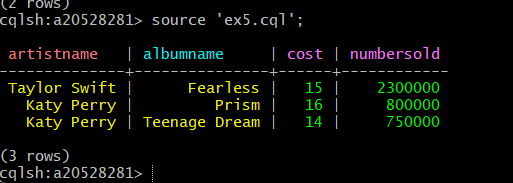 (2 rows)
cqlsh:a20528281> source 'ex5.cql';
artistname | albumname | cost | numbersold
--------------+---------------+------+------------
Taylor Swift | Fearless | 15 | 2300000
Katy Perry | Prism | 16 | 800000
Katy Perry | Teenage Dream | 14 | 750000
(3 rows)
cqlsh:a20528281>